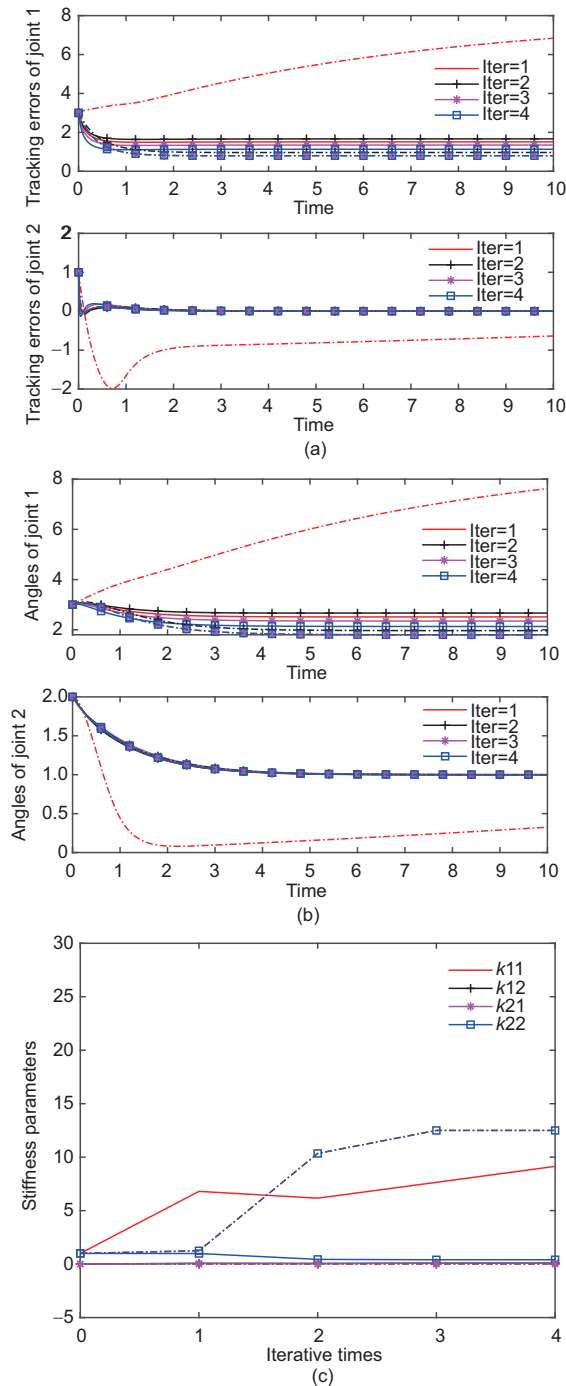 8
6
4
2
0
Tracking errors of joint 1
Iter=1
Iter=2
Iter=3
Iter=4
0 1 2 3 4 5 6 7 8 9 10
Time
2
1
0
−1
−2
Tracking errors of joint 2
Iter=1
Iter=2
Iter=3
Iter=4
0 1 2 3 4 5 6 7 8 9 10
Time
(a)
8
6
4
2
Angles of joint 1
Iter=1
Iter=2
Iter=3
Iter=4
0 1 2 3 4 5 6 7 8 9 10
Time
2.0
1.5
1.0
0.5
0
Angles of joint 2
Iter=1
Iter=2
Iter=3
Iter=4
0 1 2 3 4 5 6 7 8 9 10
Time
(b)
30
25
20
15
10
5
0
−5
Stiffness parameters
k11
k12
k21
k22
0 1 2 3 4
Iterative times
(c)